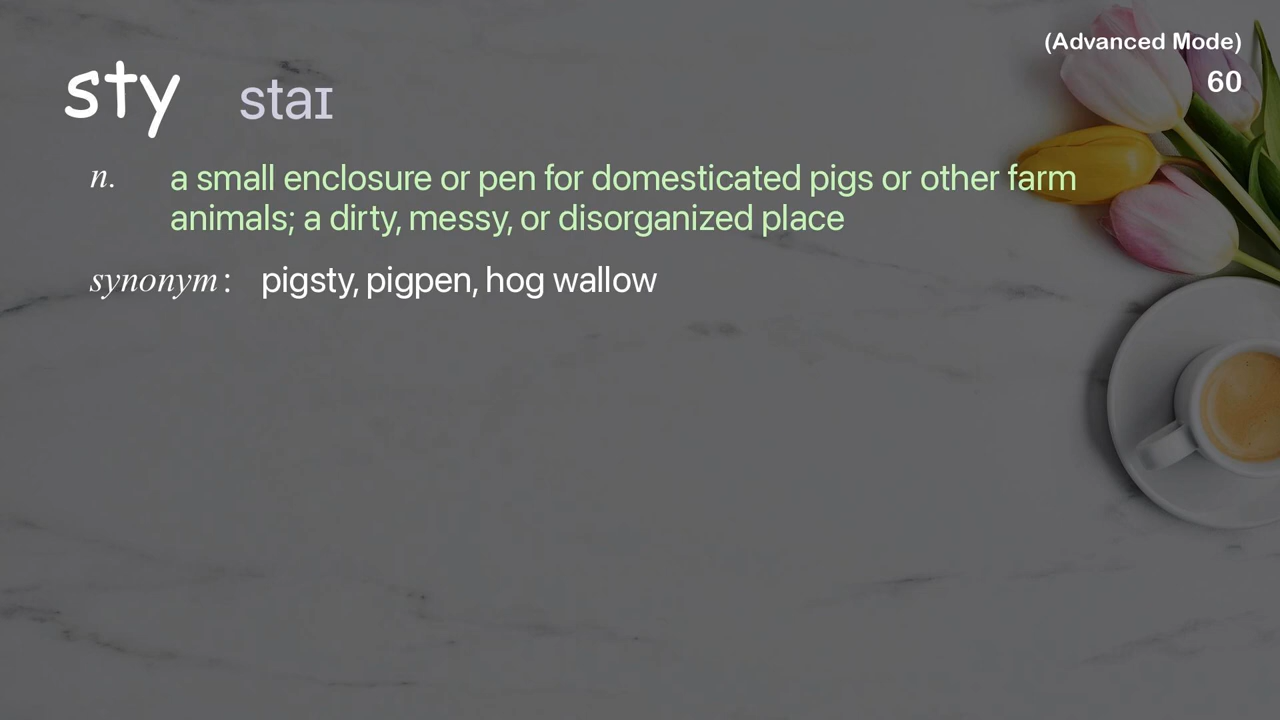 (Advanced Mode)
sty staɪ
60
n. a small enclosure or pen for domesticated pigs or other farm
animals; a dirty, messy, or disorganized place
synonym: pigsty, pigpen, hog wallow